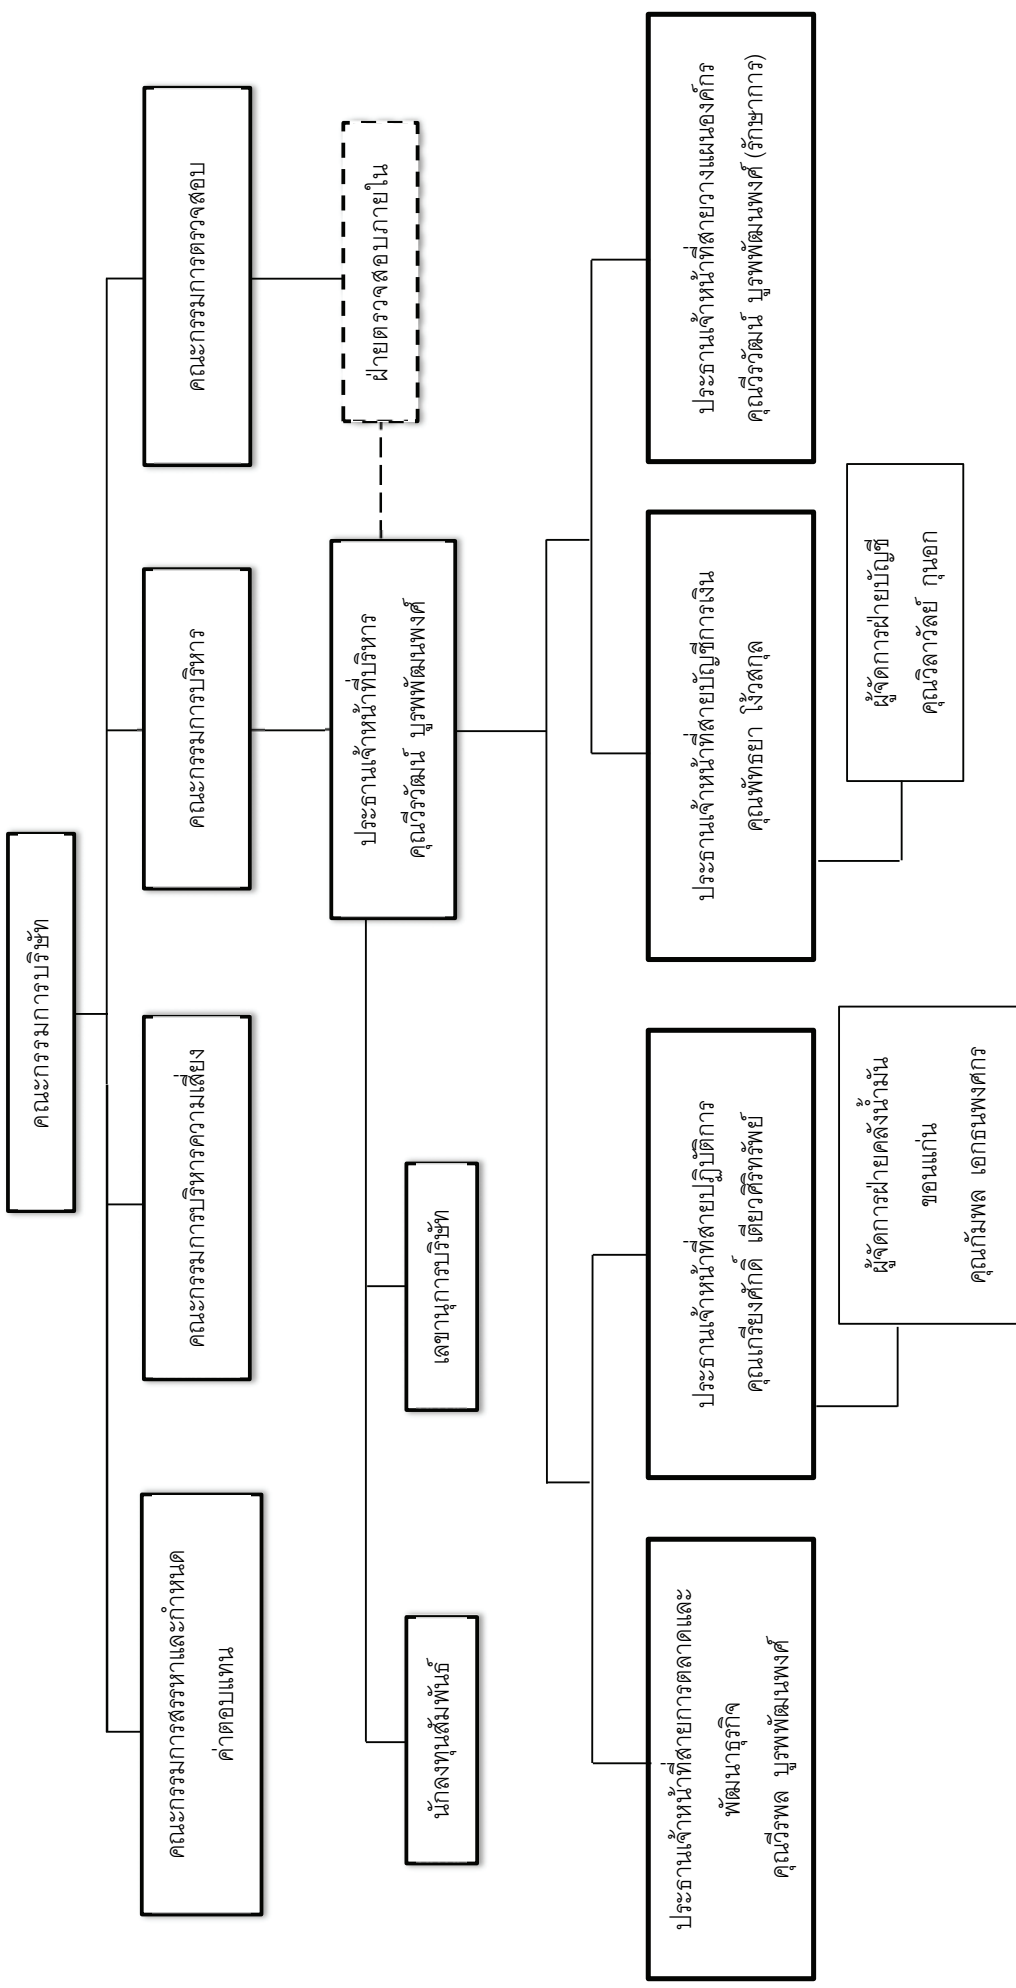 คณะกรรมการบริษัท
คณะกรรมการสรรหาและกำหนด
ค่าตอบแทน
คณะกรรมการบริหารความเสี่ยง
คณะกรรมการบริหาร
คณะกรรมการตรวจสอบ
ประธานเจ้าหน้าที่บริหาร
คุณวีรวัฒน์ บูรพพัฒนพงศ์
ฝ่ายตรวจสอบภายใน
นักลงทุนสัมพันธ์
เลขานุการบริษัท
ประธานเจ้าหน้าที่สายการตลาดและ
พัฒนาธุรกิจ
คุณวีรพล บูรพพัฒนพงศ์
ประธานเจ้าหน้าที่สายปฏิบัติการ
คุณเกรียงศักดิ์ เตียวศิริทรัพย์
ประธานเจ้าหน้าที่สายบัญชีการเงิน
คุณพัทธยา โง้วสกุล
ประธานเจ้าหน้าที่สายวางแผนองค์กร
คุณวีรวัฒน์ บูรพพัฒนพงศ์ (รักษาการ)
ผู้จัดการฝ่ายคลังน้ำมัน
ขอนแก่น
คุณกัมพล เอกธนพงศกร
ผู้จัดการฝ่ายบัญชี
คุณวิลาวัลย์ กุนอก